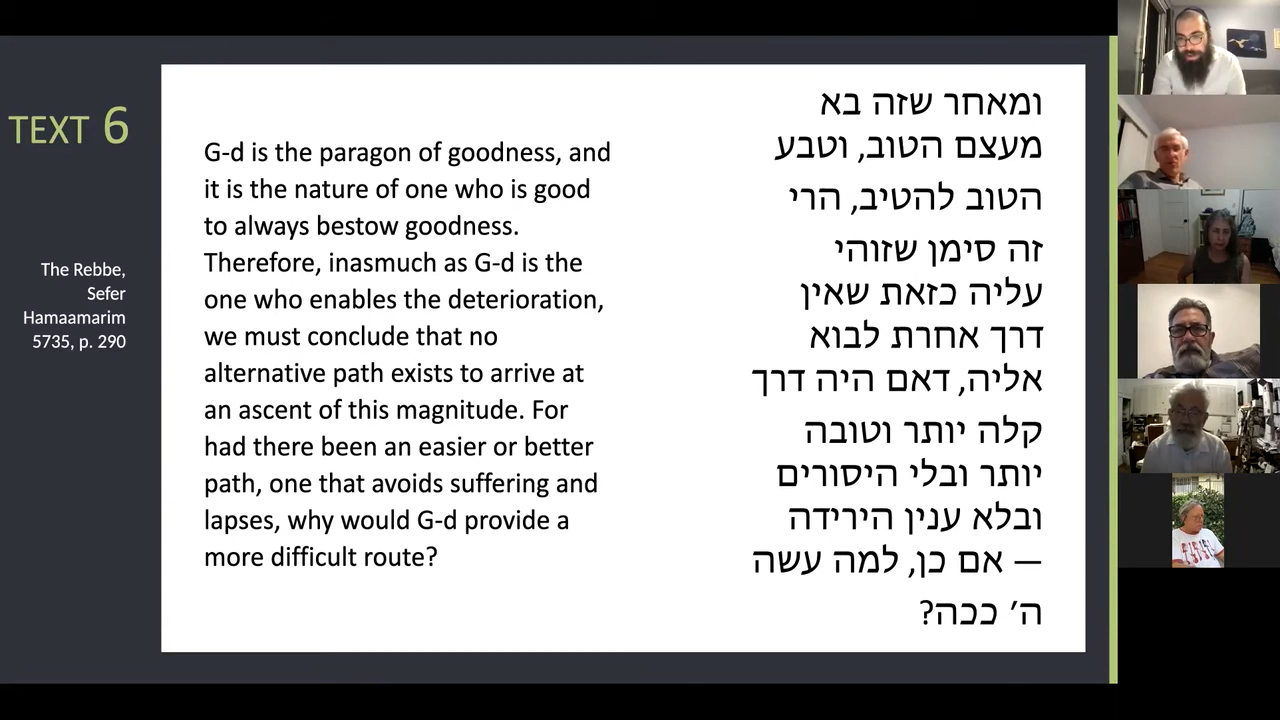 TEXT 6
The Rebbe,
Sefer
Hamaamarim
5735, p. 290
G-d is the paragon of goodness, and
it is the nature of one who is good
to always bestow goodness.
Therefore, inasmuch as G-d is the
one who enables the deterioration,
we must conclude that no
alternative path exists to arrive at
an ascent of this magnitude. For
had there been an easier or better
path, one that avoids suffering and
lapses, why would G-d provide a
more difficult route?
ומאחר שזה בא
מעצם הטוב, וטבע
הטוב להטיב, הרי
זה סימן שזוהי
עליה כזאת שאין
דרך אחרת לבוא
אליה, דאם היה דרך
קלה יותר וטובה
יותר ובלי היסורים
ובלא ענין הירידה
— אם כן, למה עשה
ה׳ ככה?